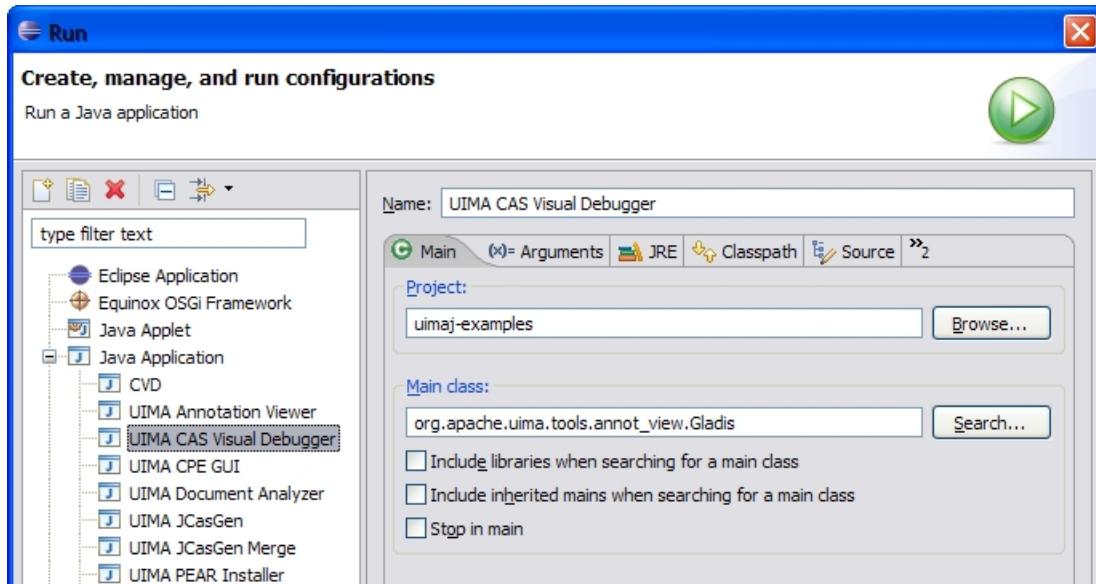 Run
Create, manage, and run configurations
Run a Java application
type filter text
Eclipse Application
Equinox OSGi Framework
Java Applet
Java Application
CVD
UIMA Annotation Viewer
UIMA CAS Visual Debugger
UIMA CPE GUI
UIMA Document Analyzer
UIMA JCasGen
UIMA JCasGen Merge
UIMA PEAR Installer
Name: UIMA CAS Visual Debugger
Main (x)= Arguments JRE Classpath Source »2
Project:
uimaj-examples Browse...
Main class:
org.apache.uima.tools.annot_view.Gladis Search...
Include libraries when searching for a main class
Include inherited mains when searching for a main class
Stop in main